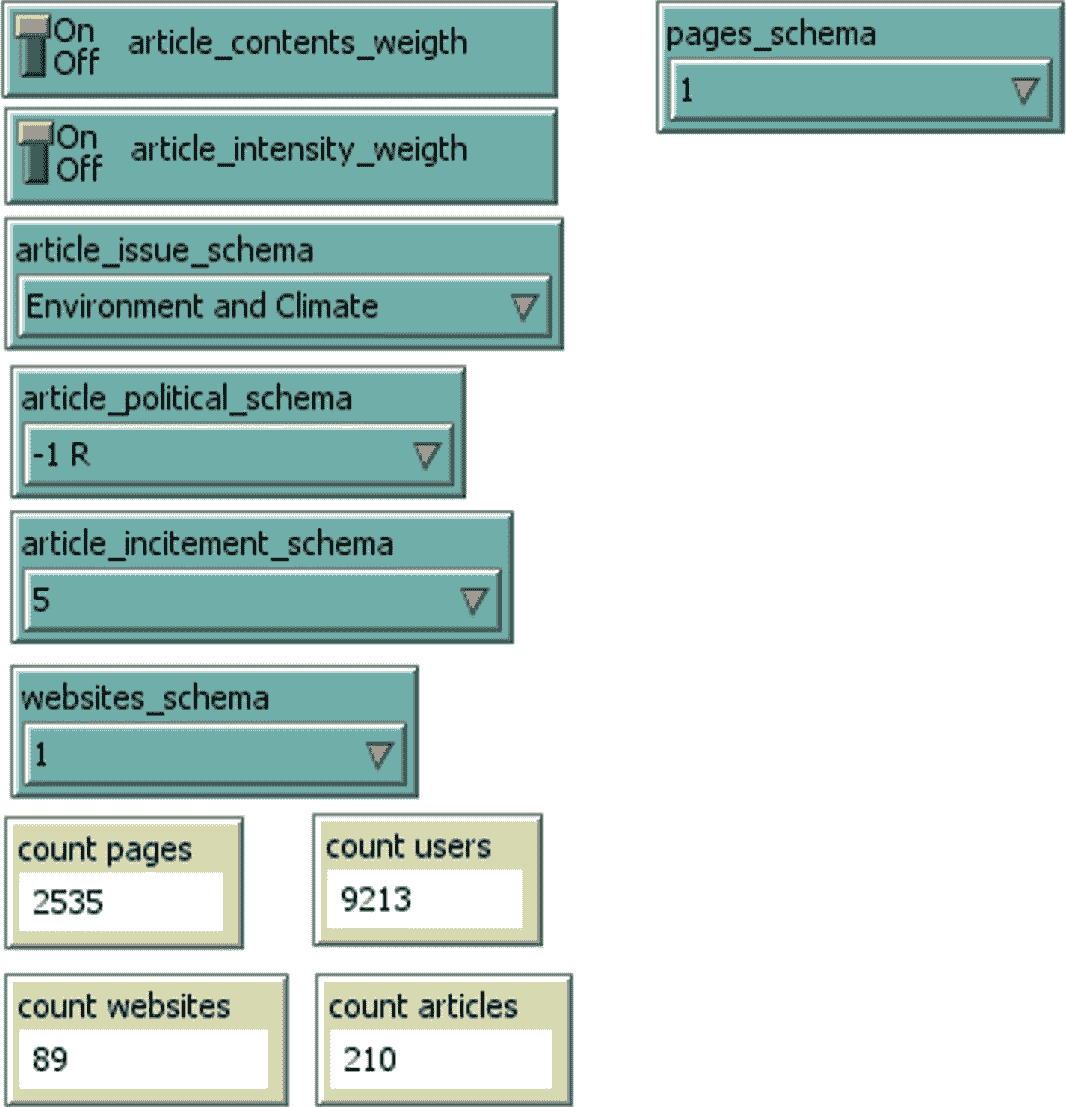 On
Off
article_contents_weigth
pages_schema
1
On
Off
article_intensity_weigth
article_issue_schema
Environment and Climate
article_political_schema
-1 R
article_incitement_schema
5
websites_schema
1
count pages
2535
count users
9213
count websites
89
count articles
210